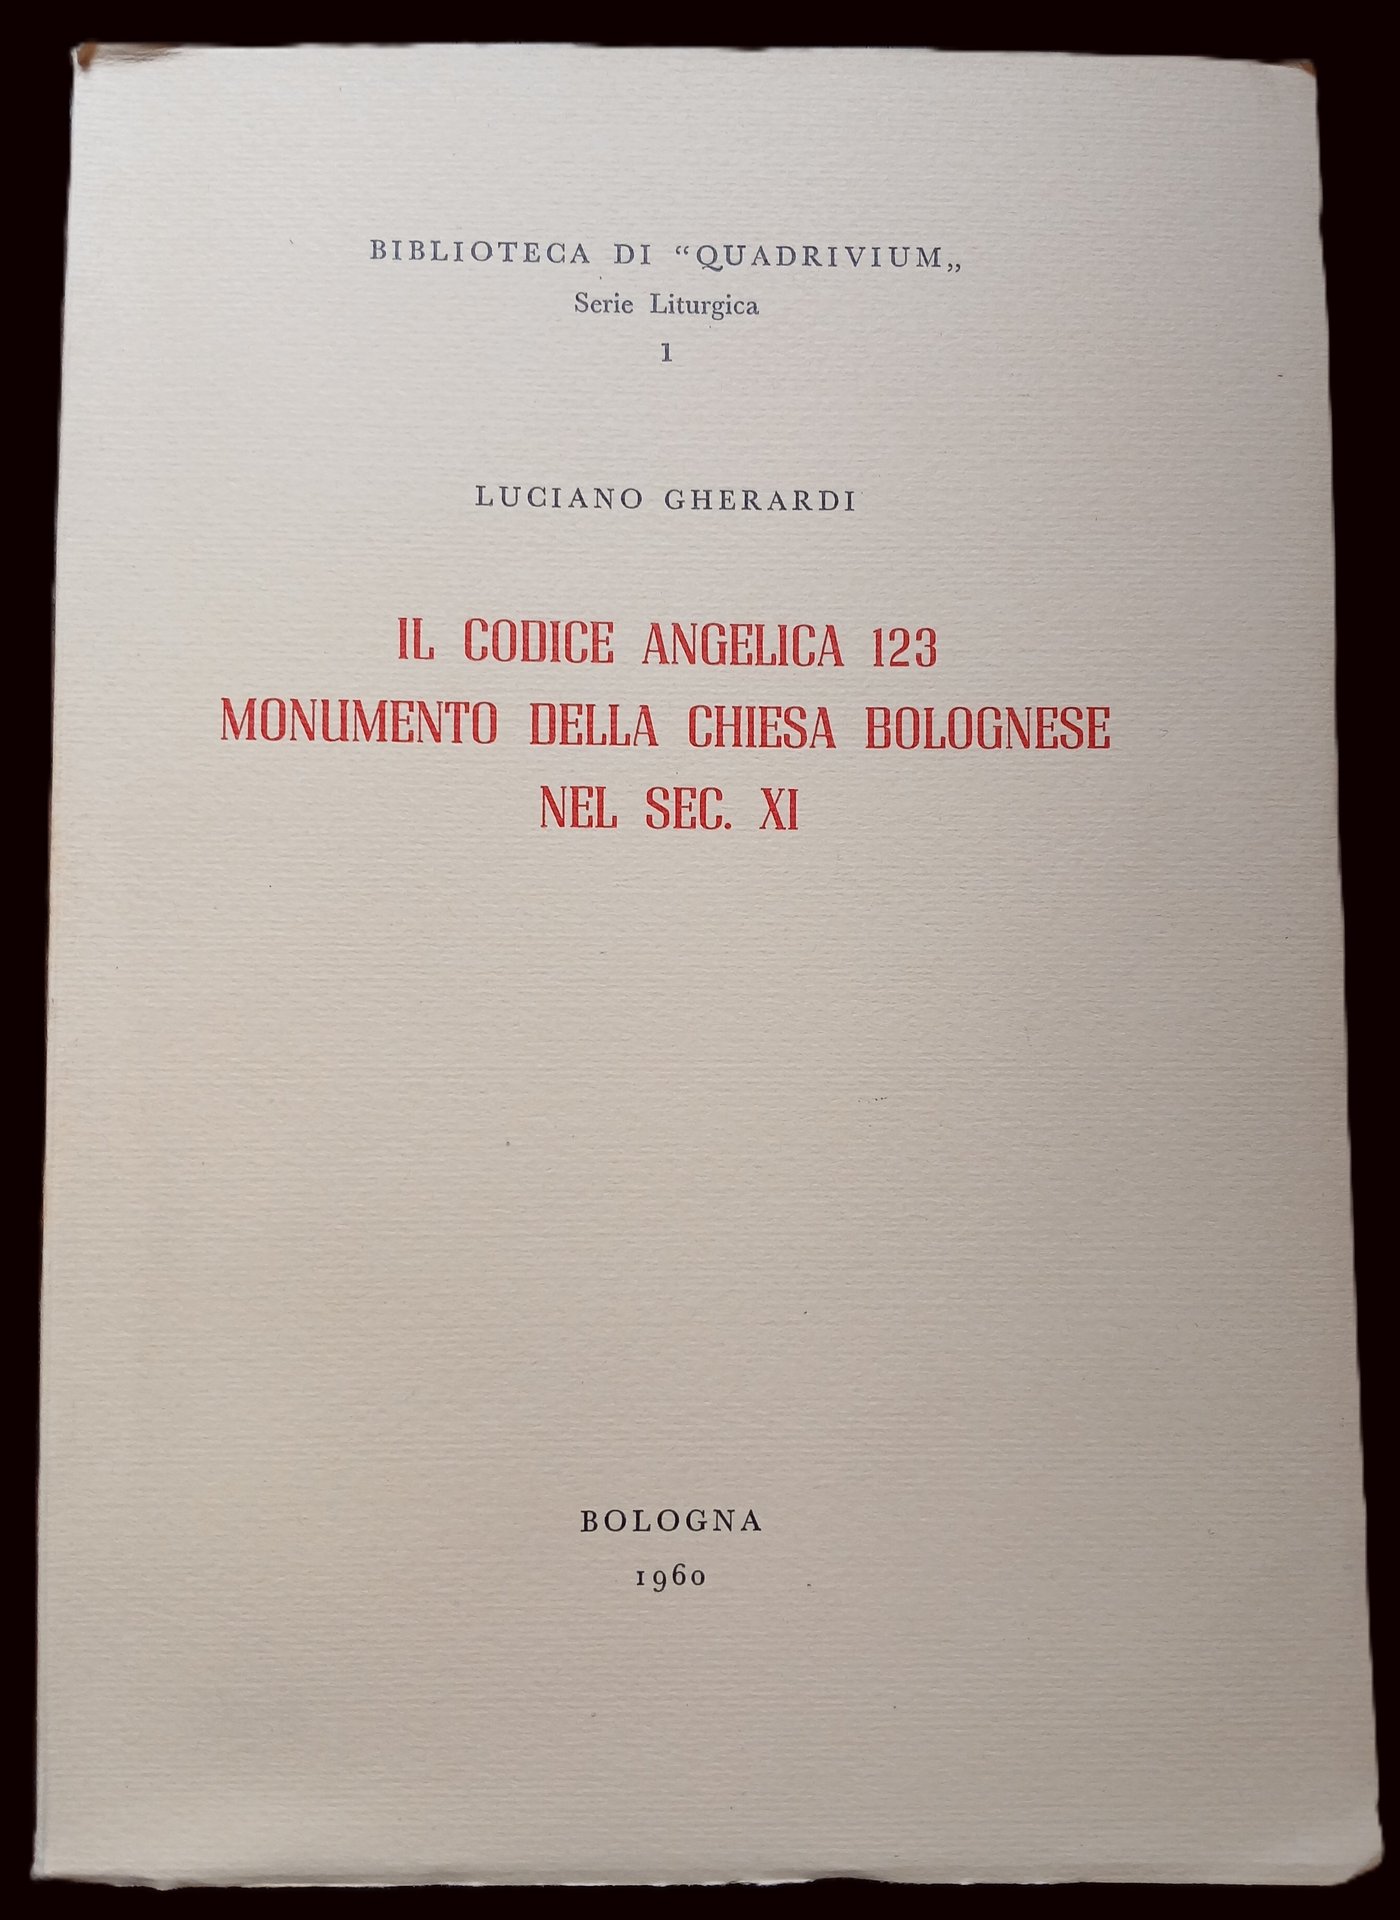 BIBLIOTECA DI “QUADRIVIUM„
Serie Liturgica
1
LUCIANO GHERARDI
IL CODICE ANGELICA 123
MONUMENTO DELLA CHIESA BOLOGNESE
NEL SEC. XI
BOLOGNA
1960